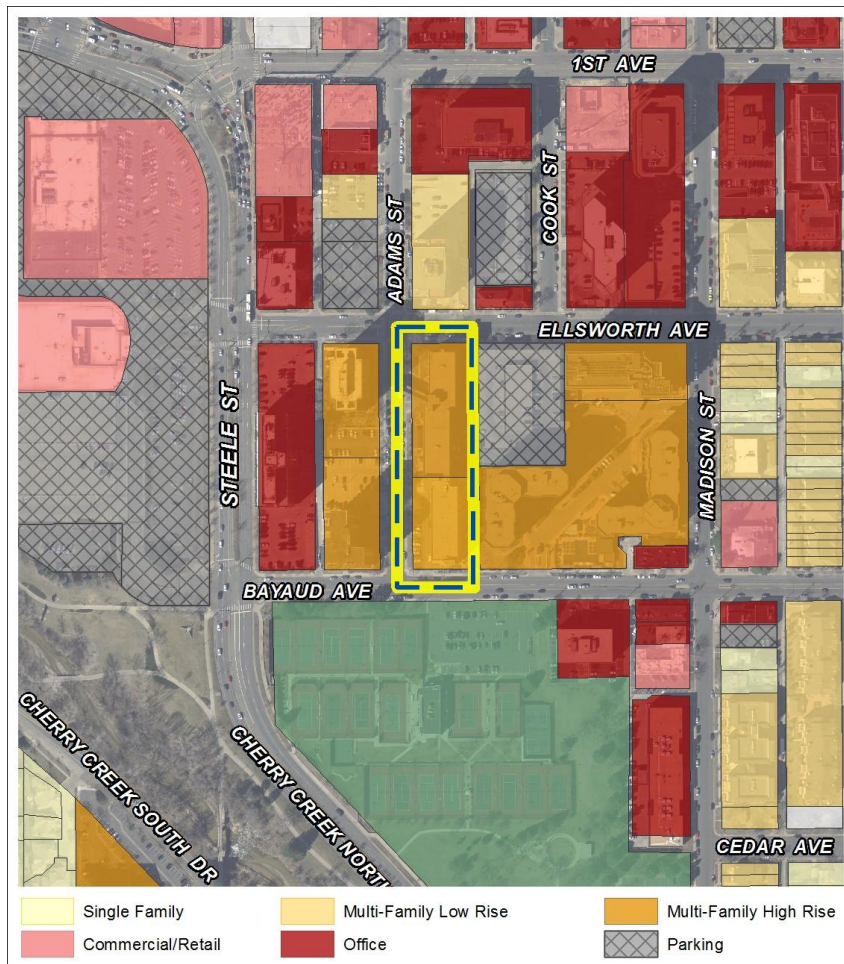 1ST AVE
ADAMS ST
COOK ST
ELLSWORTH AVE
STEELE ST
MADISON ST
BAYAUD AVE
CHERRY CREEK SOUTH DR
CHERRY CREEK NORTH
CEDAR AVE
Single Family
Multi-Family Low Rise
Multi-Family High Rise
Commercial/Retail
Office
Parking